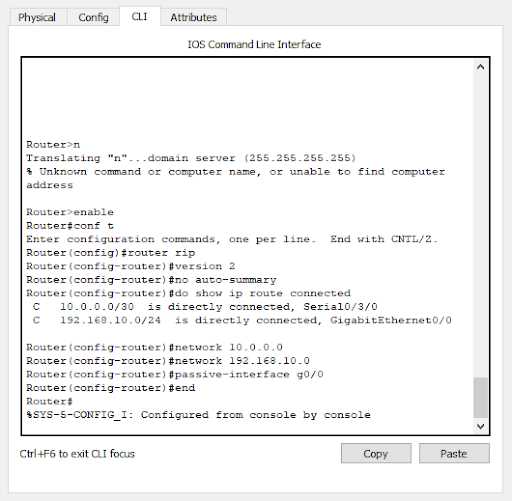 Physical Config CLI Attributes
IOS Command Line Interface
Router>n
Translating "n"...domain server (255.255.255.255)
% Unknown command or computer name, or unable to find computer
address
Router>enable
Router#conf t
Enter configuration commands, one per line.  End with CNTL/Z.
Router(config)#router rip
Router(config-router)#version 2
Router(config-router)#no auto-summary
Router(config-router)#do show ip route connected
 C   10.0.0.0/30  is directly connected, Serial0/3/0
 C   192.168.10.0/24  is directly connected, GigabitEthernet0/0
Router(config-router)#network 10.0.0.0
Router(config-router)#network 192.168.10.0
Router(config-router)#passive-interface g0/0
Router(config-router)#end
Router#
%SYS-5-CONFIG_I: Configured from console by console
Ctrl+F6 to exit CLI focus Copy Paste